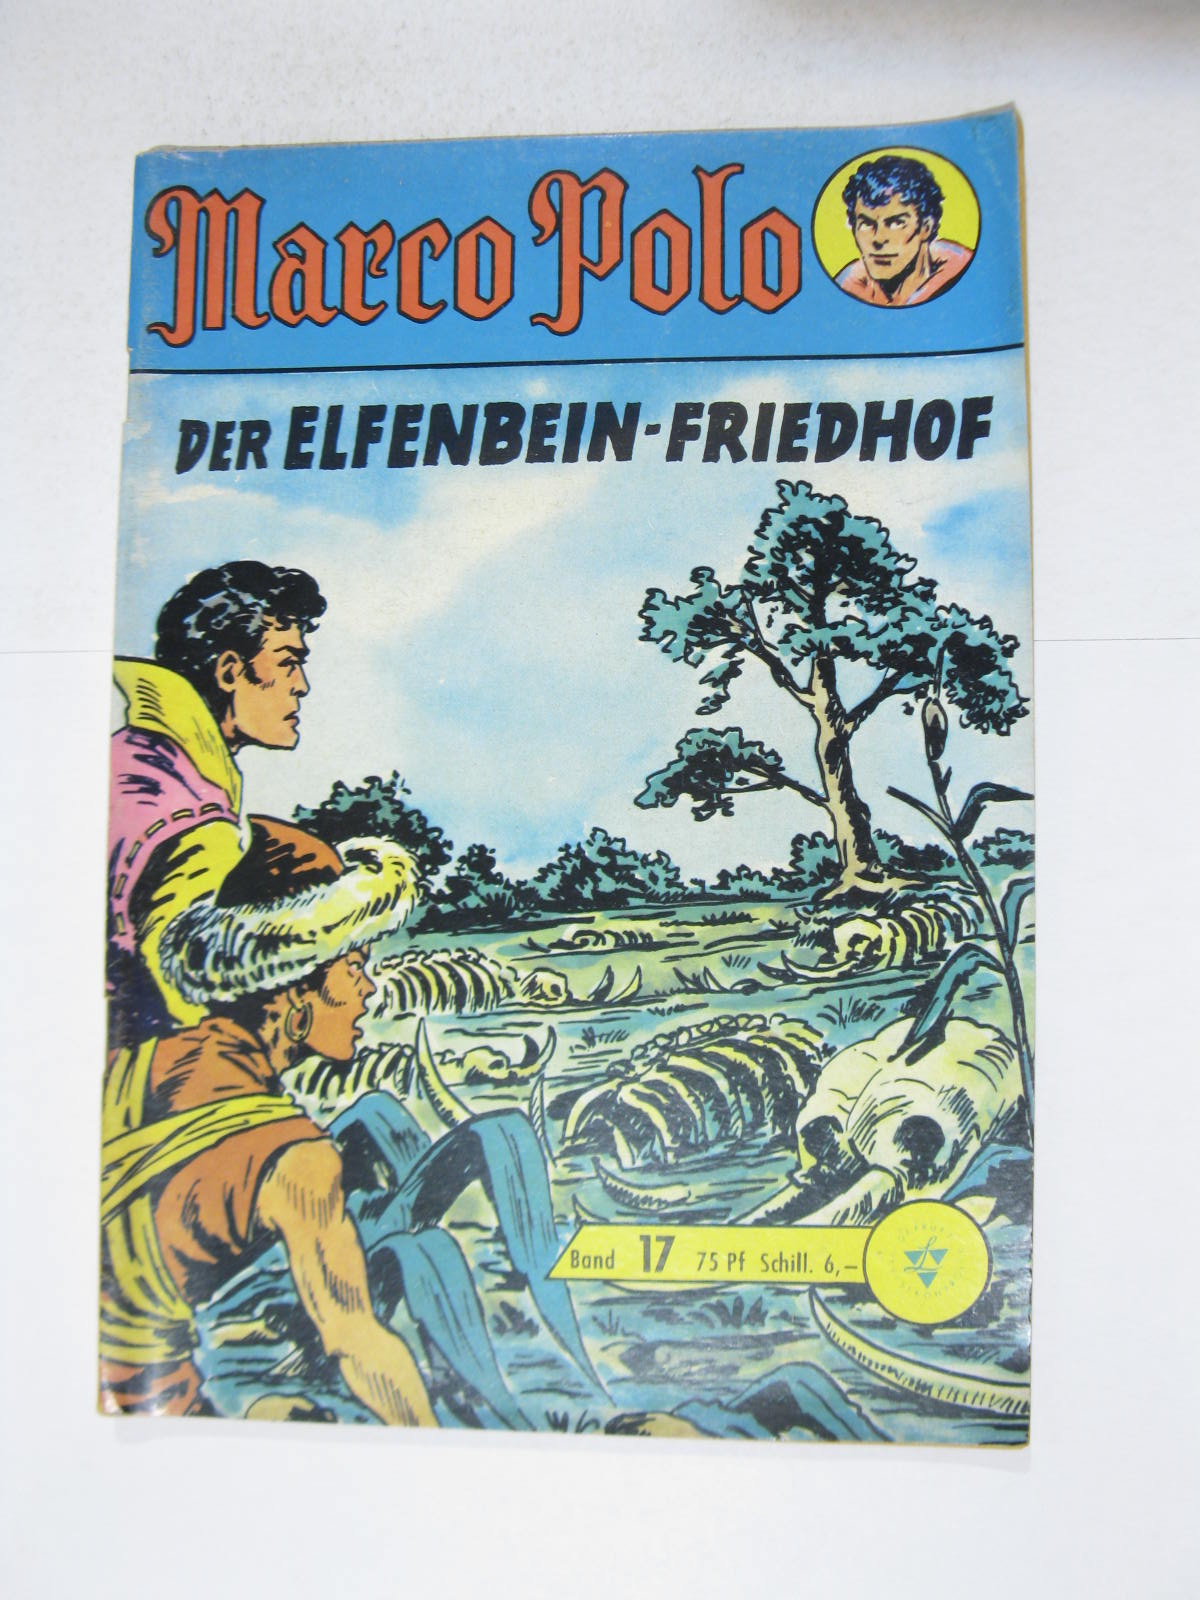 Marco Polo
DER ELFENBEIN-FRIEDHOF
Band 17 75 Pf Schill. 6,–
L